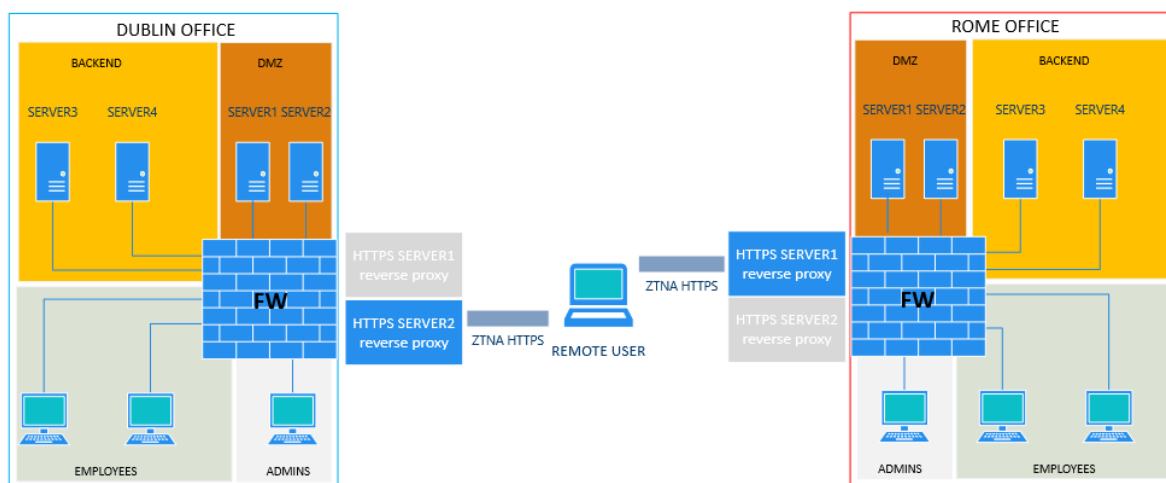 DUBLIN OFFICE
BACKEND
DMZ
SERVER3
SERVER4
SERVER1 SERVER2
FW
EMPLOYEES
ADMINS
HTTPS SERVER1
reverse proxy
HTTPS SERVER2
reverse proxy
ZTNA HTTPS
REMOTE USER
ZTNA HTTPS
HTTPS SERVER1
reverse proxy
HTTPS SERVER2
reverse proxy
ROME OFFICE
DMZ
BACKEND
SERVER1 SERVER2
SERVER3
SERVER4
FW
ADMINS
EMPLOYEES